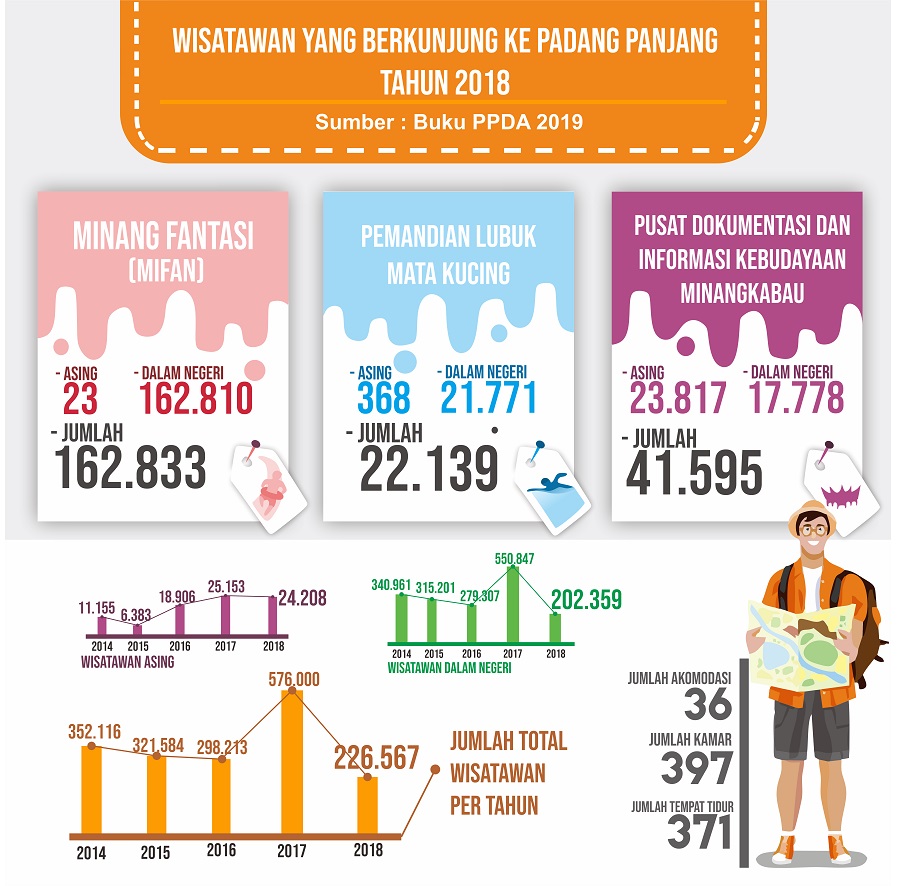 WISATAWAN YANG BERKUNJUNG KE PADANG PANJANG
TAHUN 2018
Sumber : Buku PPDA 2019
MINANG FANTASI
(MIFAN)
- ASING
23
- DALAM NEGERI
162.810
- JUMLAH
162.833
PEMANDIAN LUBUK
MATA KUCING
- ASING
368
- DALAM NEGERI
21.771
- JUMLAH
22.139
PUSAT DOKUMENTASI DAN
INFORMASI KEBUDAYAAN
MINANGKABAU
- ASING
23.817
- DALAM NEGERI
17.778
- JUMLAH
41.595
11.155
6.383
18.906
25.153
24.208
2014 2015 2016 2017 2018
WISATAWAN ASING
340.961
315.201
279.307
550.847
202.359
2014 2015 2016 2017 2018
WISATAWAN DALAM NEGERI
352.116
321.584
298.213
576.000
226.567
2014 2015 2016 2017 2018
JUMLAH TOTAL
WISATAWAN
PER TAHUN
JUMLAH AKOMODASI
36
JUMLAH KAMAR
397
JUMLAH TEMPAT TIDUR
371